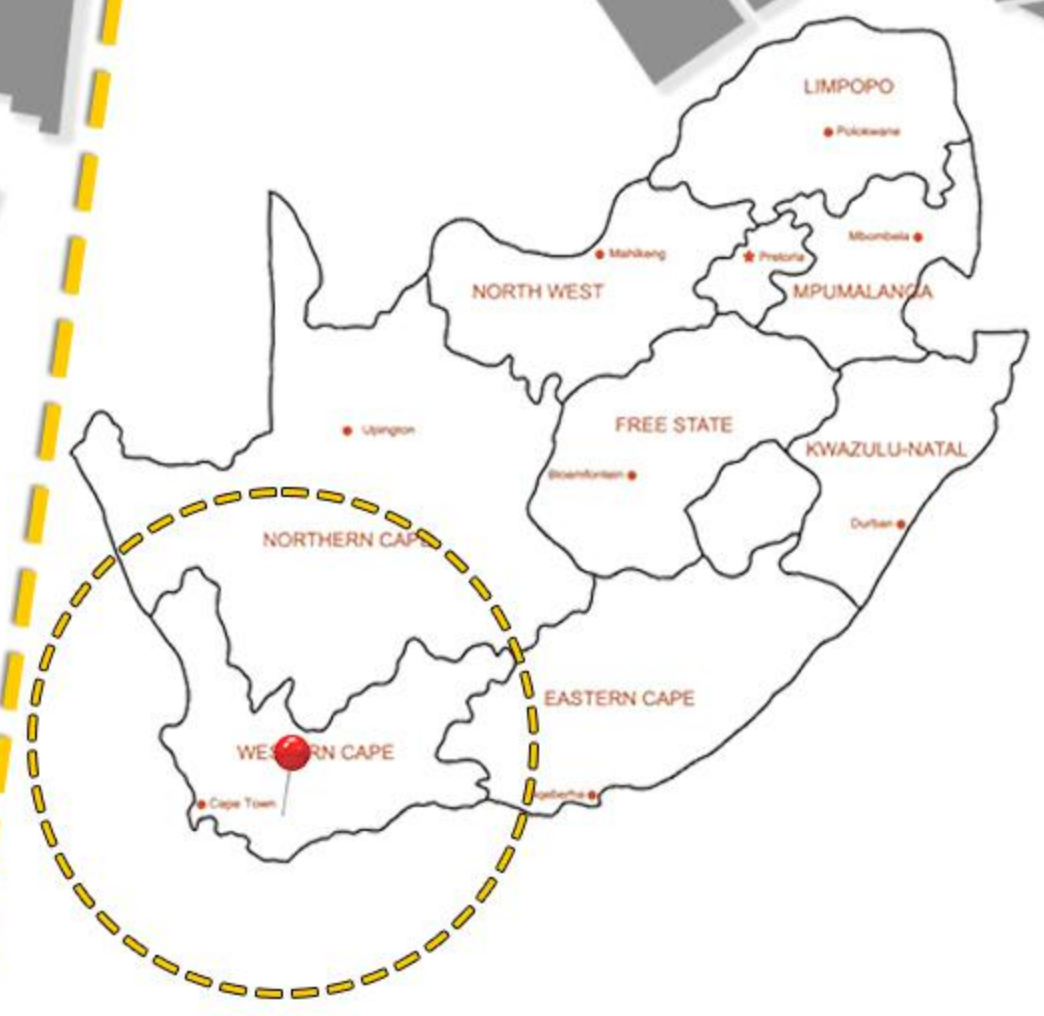 LIMPOPO
Polokwane
Mbombela
Mahikeng
Pretoria
NORTH WEST
MPUMALANGA
FREE STATE
Upington
KWAZULU-NATAL
Bloemfontein
Durban
NORTHERN CAPE
EASTERN CAPE
WES RN CAPE
Cape Town
qeberha